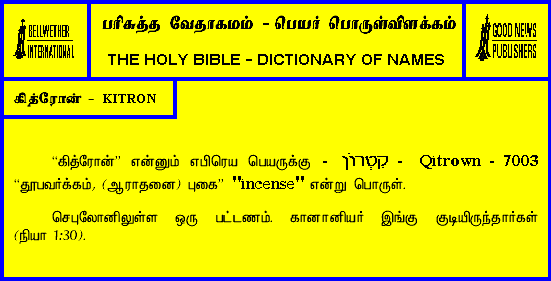 BELLWETHER
INTERNATIONAL
பரிசுத்த வேதாகமம் - பெயர் பொருள்விளக்கம்
THE HOLY BIBLE - DICTIONARY OF NAMES
GOOD NEWS
PUBLISHERS
கித்ரோன் - KITRON
“கித்ரோன்” என்னும் எபிரெய பெயருக்கு - קטרון - Qitrown - 7003
“தூபவர்க்கம், (ஆராதனை) புகை” "incense" என்று பொருள்.
செபுலோனிலுள்ள ஒரு பட்டணம். கானானியர் இங்கு குடியிருந்தார்கள்
(நியா 1:30).